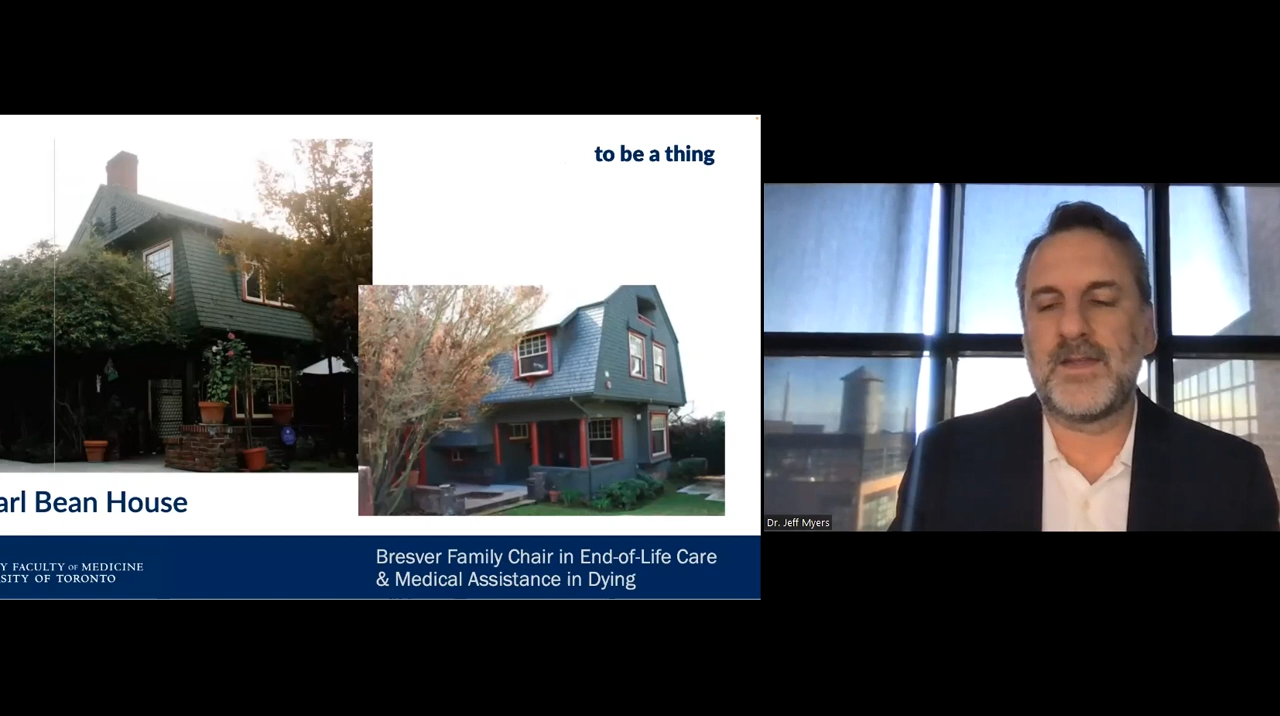 to be a thing
arl Bean House
Y FACULTY OF MEDICINE
SITY OF TORONTO
Bresver Family Chair in End-of-Life Care
& Medical Assistance in Dying
Dr. Jeff Myers